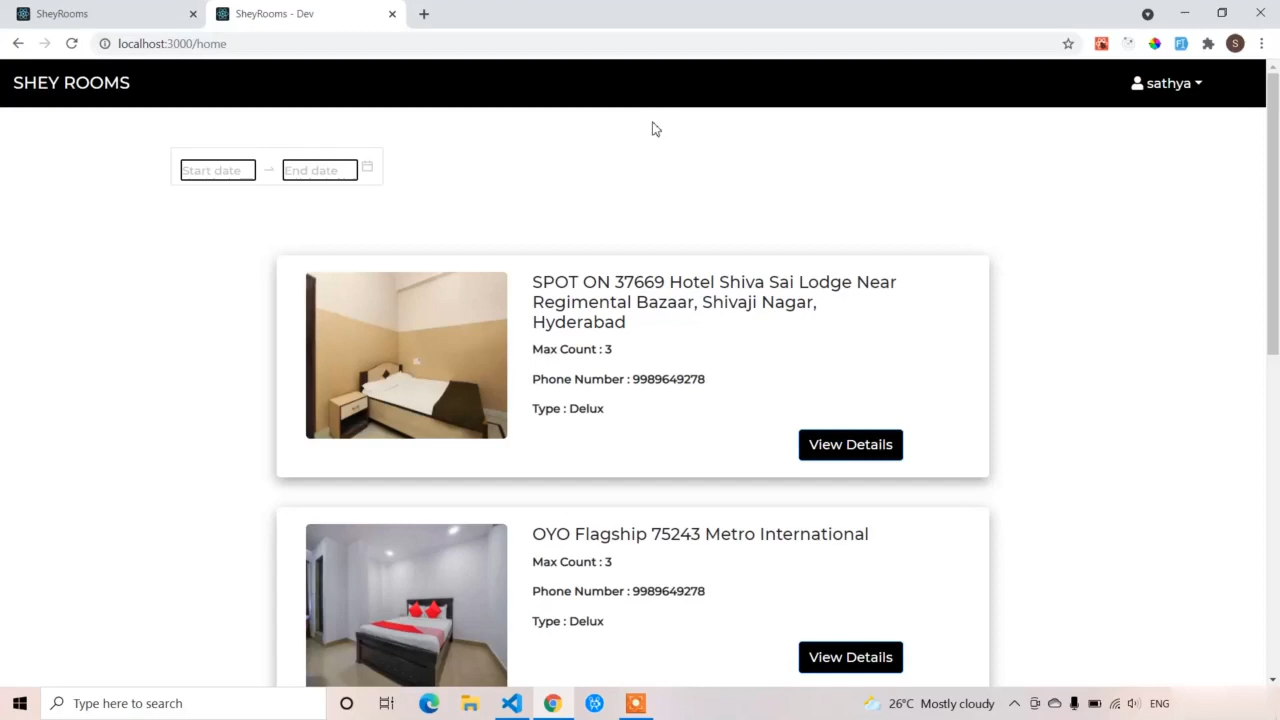 SheyRooms
SheyRooms - Dev
localhost:3000/home
S
SHEY ROOMS
sathya
Start date
End date
SPOT ON 37669 Hotel Shiva Sai Lodge Near
Regimental Bazaar, Shivaji Nagar,
Hyderabad
Max Count : 3
Phone Number : 9989649278
Type : Delux
View Details
OYO Flagship 75243 Metro International
Max Count : 3
Phone Number : 9989649278
Type : Delux
View Details
Type here to search
26°C Mostly cloudy
ENG